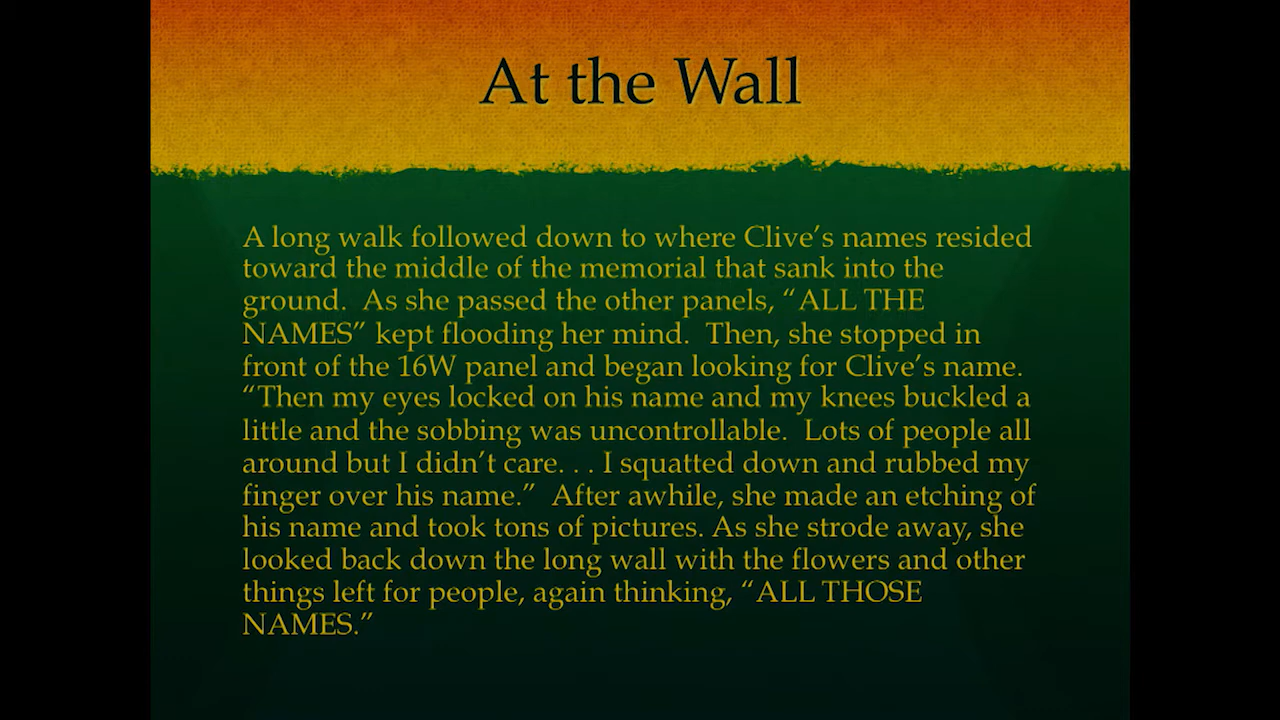 At the Wall
A long walk followed down to where Clive’s names resided
toward the middle of the memorial that sank into the
ground.  As she passed the other panels, “ALL THE
NAMES” kept flooding her mind.  Then, she stopped in
front of the 16W panel and began looking for Clive’s name.
“Then my eyes locked on his name and my knees buckled a
little and the sobbing was uncontrollable.  Lots of people all
around but I didn’t care. . . I squatted down and rubbed my
finger over his name.”  After awhile, she made an etching of
his name and took tons of pictures. As she strode away, she
looked back down the long wall with the flowers and other
things left for people, again thinking, “ALL THOSE
NAMES.”